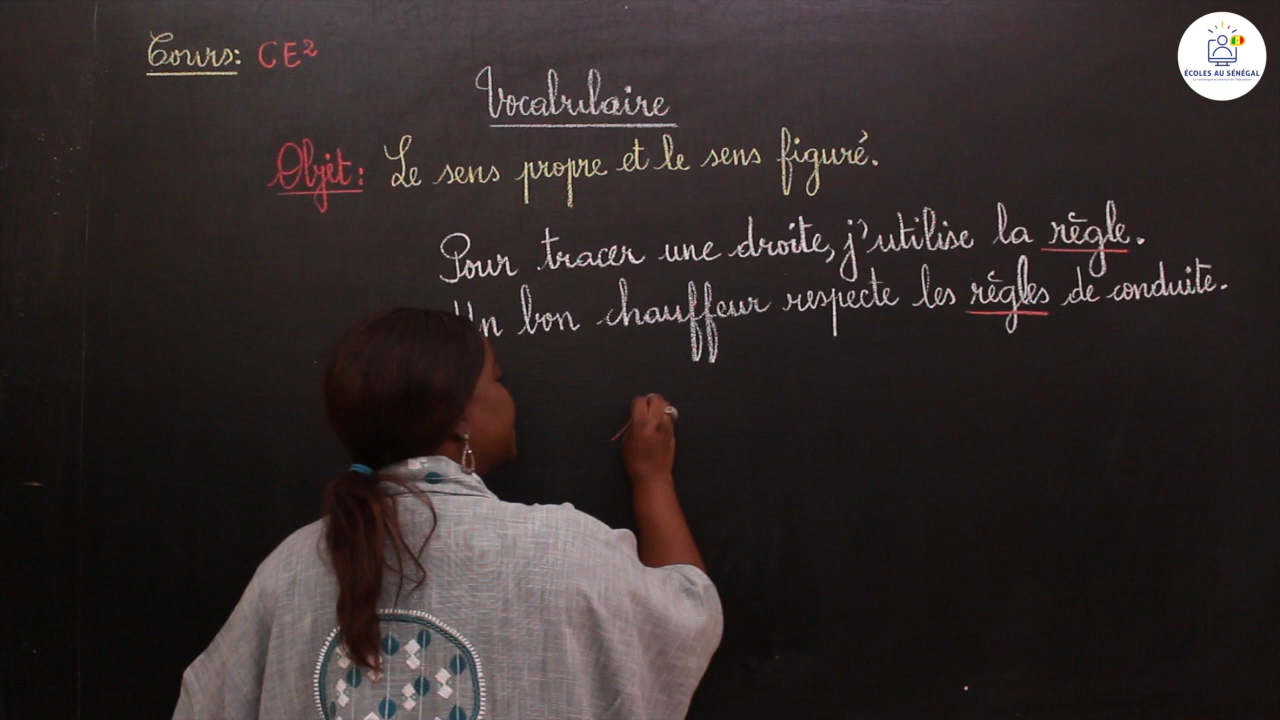 Cours: CE2
ÉCOLES AU SÉNÉGAL
Vocabulaire
Objet: Le sens propre et le sens figuré.
Pour tracer une droite, j'utilise la règle.
Un bon chauffeur respecte les règles de conduite.